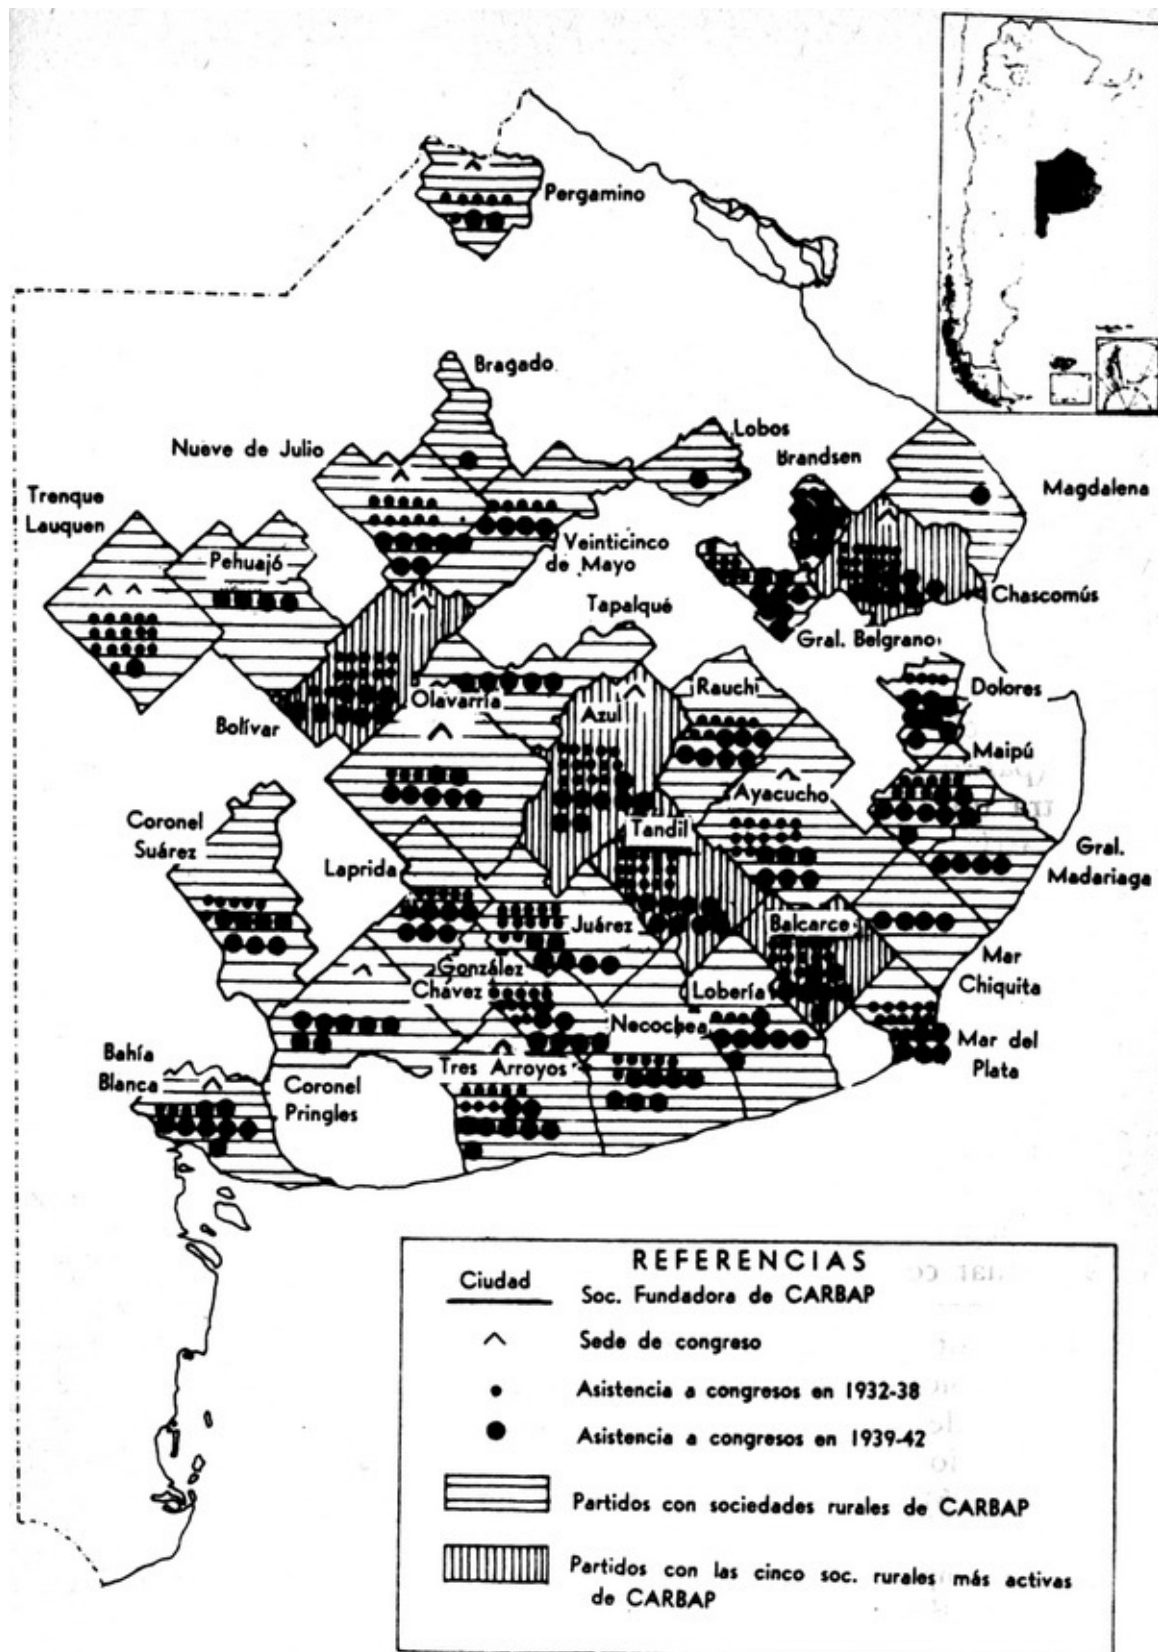 Pergamino
Bragado
Nueve de Julio
Lobos
Brandsen
Trenque
Lauquen
Magdalena
Pehuajó
Veinticinco
de Mayo
Chascomús
Tapalqué
Gral. Belgrano
Bolívar
Olavarría
Azul
Rauch
Dolores
Maipú
Ayacucho
Coronel
Suárez
Tandil
Laprida
Gral.
Madariaga
Juárez
Balcarce
González
Chávez
Lobería
Mar
Chiquita
Necochea
Bahía
Blanca
Tres Arroyos
Mar del
Plata
Coronel
Pringles
REFERENCIAS
Ciudad
Soc. Fundadora de CARBAP
Sede de congreso
Asistencia a congresos en 1932-38
Asistencia a congresos en 1939-42
Partidos con sociedades rurales de CARBAP
Partidos con las cinco soc. rurales más activas
de CARBAP